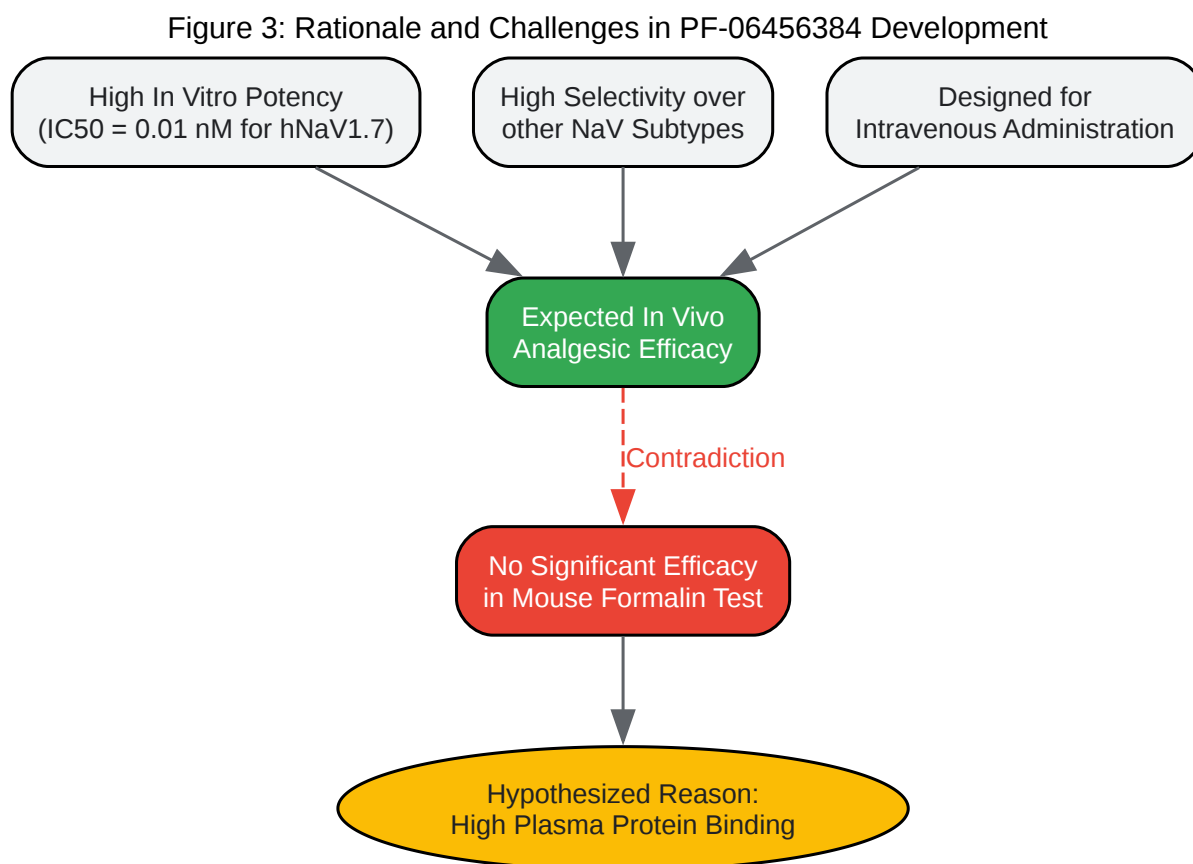 Figure 3: Rationale and Challenges in PF-06456384 Development
High In Vitro Potency
(IC50 = 0.01 nM for hNaV1.7)
High Selectivity over
other NaV Subtypes
Designed for
Intravenous Administration
Expected In Vivo
Analgesic Efficacy
Contradiction
No Significant Efficacy
in Mouse Formalin Test
Hypothesized Reason:
High Plasma Protein Binding